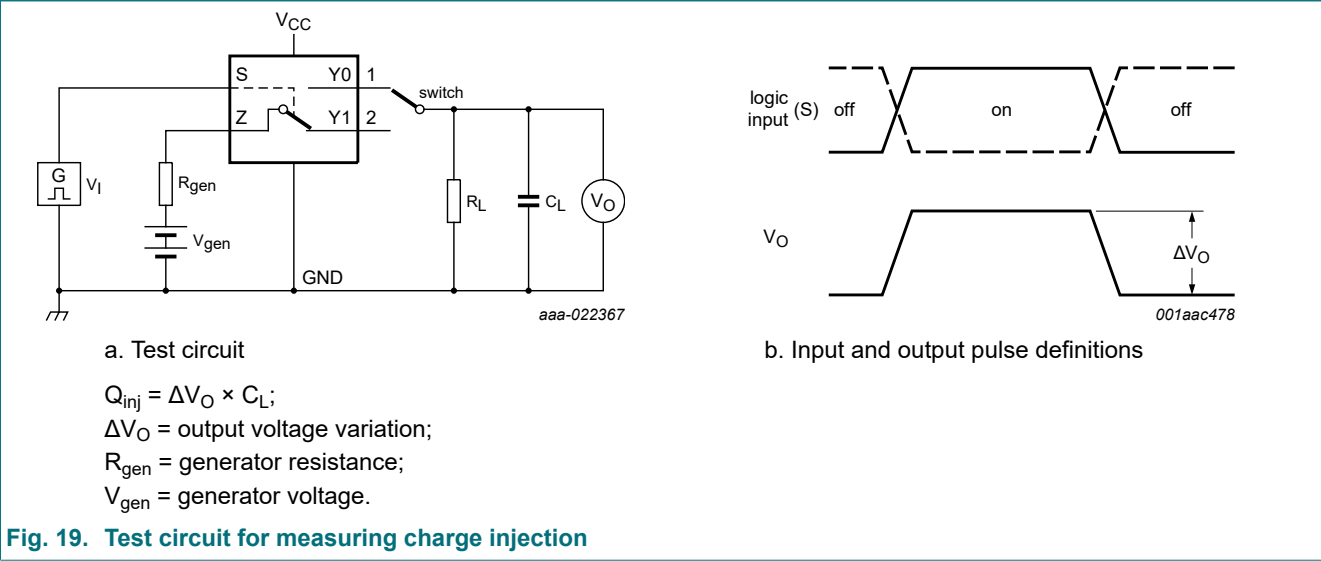 VCC
S Y0 1
switch
Z Y1 2
G VI
Rgen
RL CL VO
Vgen
GND
aaa-022367
a. Test circuit
logic input (S) off on off
VO
ΔVO
001aac478
b. Input and output pulse definitions
Qinj = ΔVO × CL;
ΔVO = output voltage variation;
Rgen = generator resistance;
Vgen = generator voltage.
Fig. 19. Test circuit for measuring charge injection